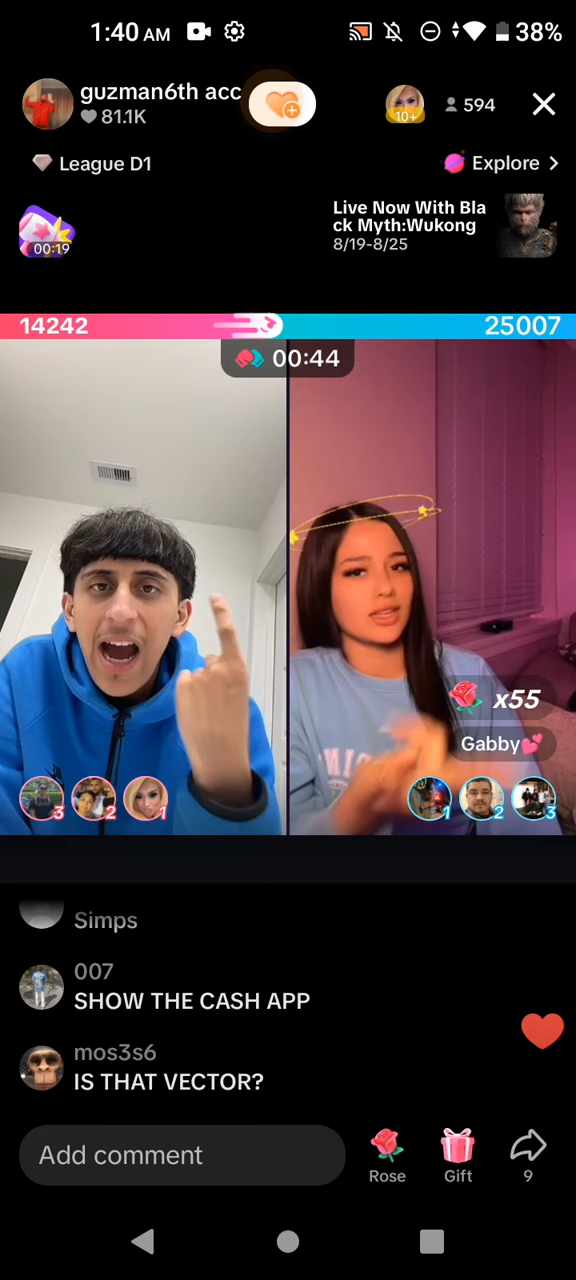 1:40 AM
38%
guzman6th acc
81.1K
10+
594
League D1
Explore
00:19
Live Now With Bla
ck Myth:Wukong
8/19-8/25
14242
25007
00:44
x55
Gabby💕
3
2
1
1
2
3
Simps
007
SHOW THE CASH APP
mos3s6
IS THAT VECTOR?
Add comment
Rose
Gift
9